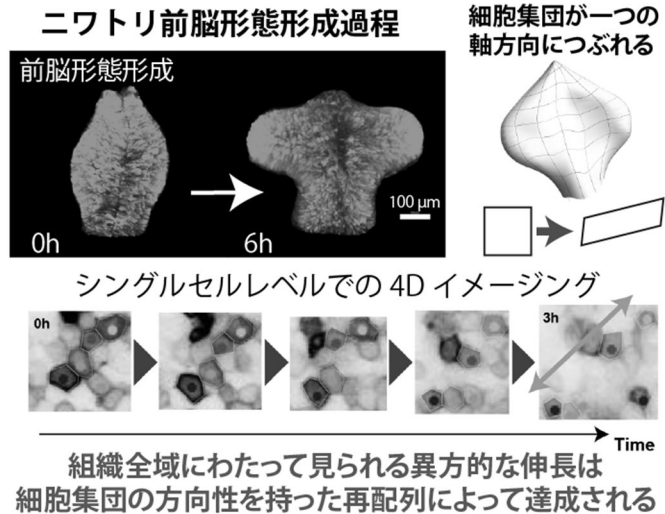 ニワトリ前脳形態形成過程
細胞集団が一つの
軸方向につぶれる
前脳形態形成
0h
6h
100 μm
シングルセルレベルでの 4D イメージング
0h
3h
Time
組織全域にわたって見られる異方的な伸長は
細胞集団の方向性を持った再配列によって達成される